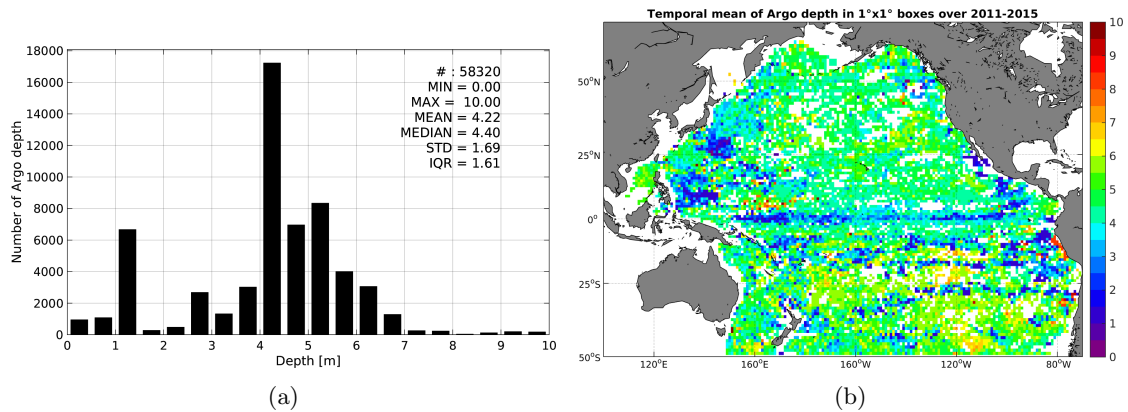 18000
16000
14000
12000
10000
8000
6000
4000
2000
0
Number of Argo depth
# : 58320
MIN = 0.00
MAX = 10.00
MEAN = 4.22
MEDIAN = 4.40
STD = 1.69
IQR = 1.61
0 1 2 3 4 5 6 7 8 9 10
Depth [m]
(a)
Temporal mean of Argo depth in 1°x1° boxes over 2011-2015
50°N
25°N
0°
25°S
50°S
120°E 160°E 160°W 120°W 80°W
10
9
8
7
6
5
4
3
2
1
0
(b)